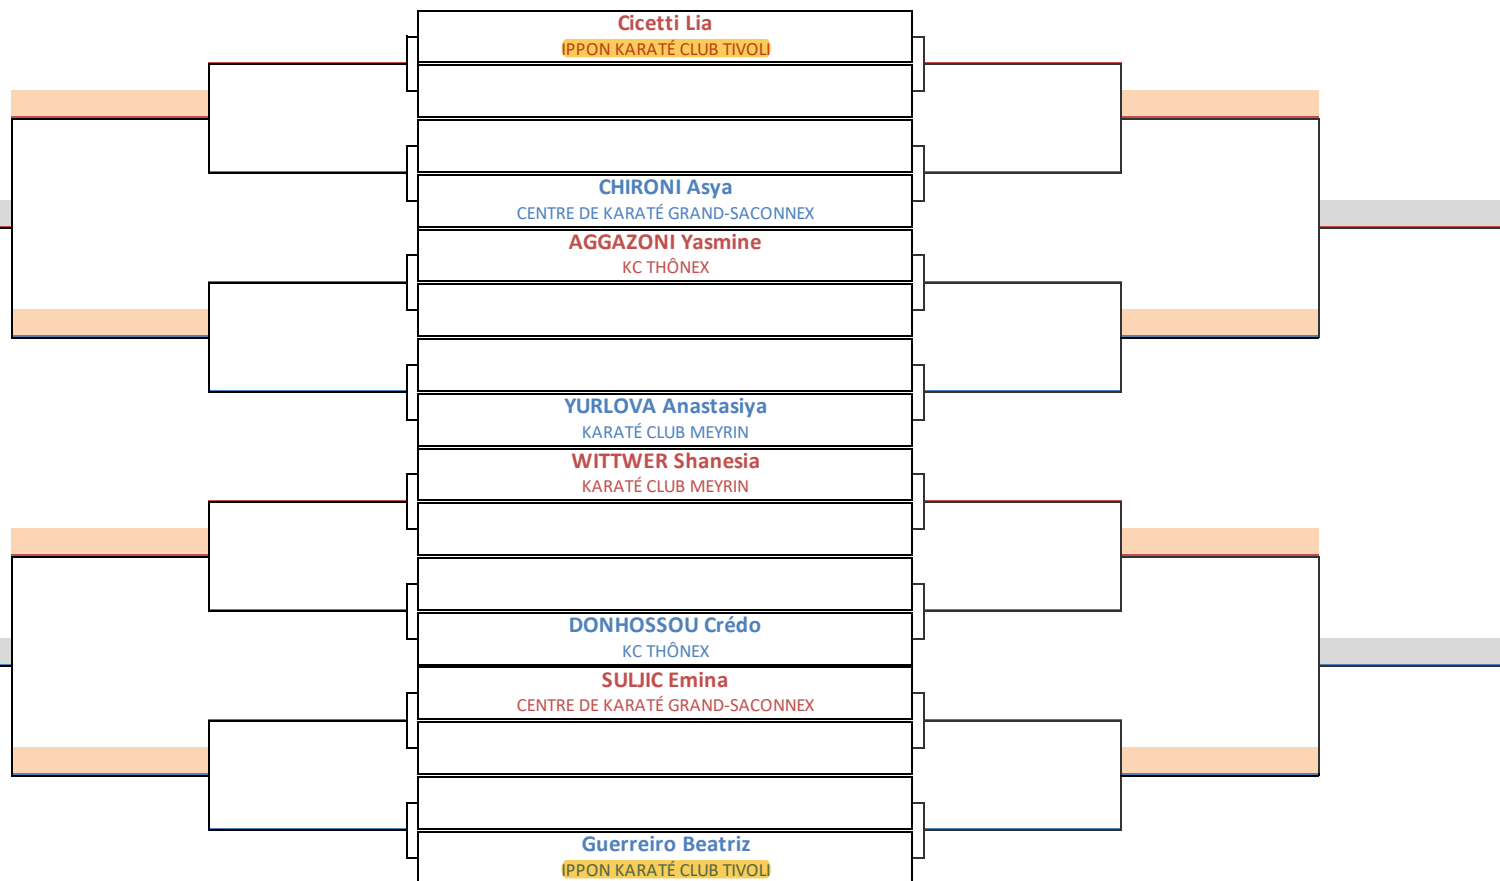 Cicetti Lia
IPPON KARATÉ CLUB TIVOLI
CHIRONI Asya
CENTRE DE KARATÉ GRAND-SACONNEX
AGGAZONI Yasmine
KC THÔNEX
YURLOVA Anastasiya
KARATÉ CLUB MEYRIN
WITTWER Shanesia
KARATÉ CLUB MEYRIN
DONHOSSOU Crédo
KC THÔNEX
SULJIC Emina
CENTRE DE KARATÉ GRAND-SACONNEX
Guerreiro Beatriz
IPPON KARATÉ CLUB TIVOLI